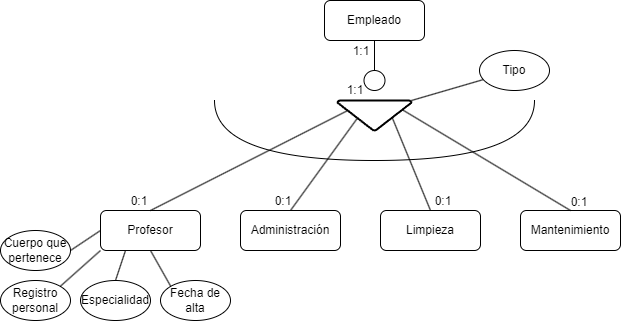 Empleado
1:1
1:1
Tipo
0:1
0:1
0:1
0:1
Profesor
Administración
Limpieza
Mantenimiento
Cuerpo que
pertenece
Registro
personal
Especialidad
Fecha de
alta